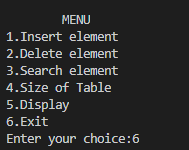 MENU
1.Insert element
2.Delete element
3.Search element
4.Size of Table
5.Display
6.Exit
Enter your choice:6